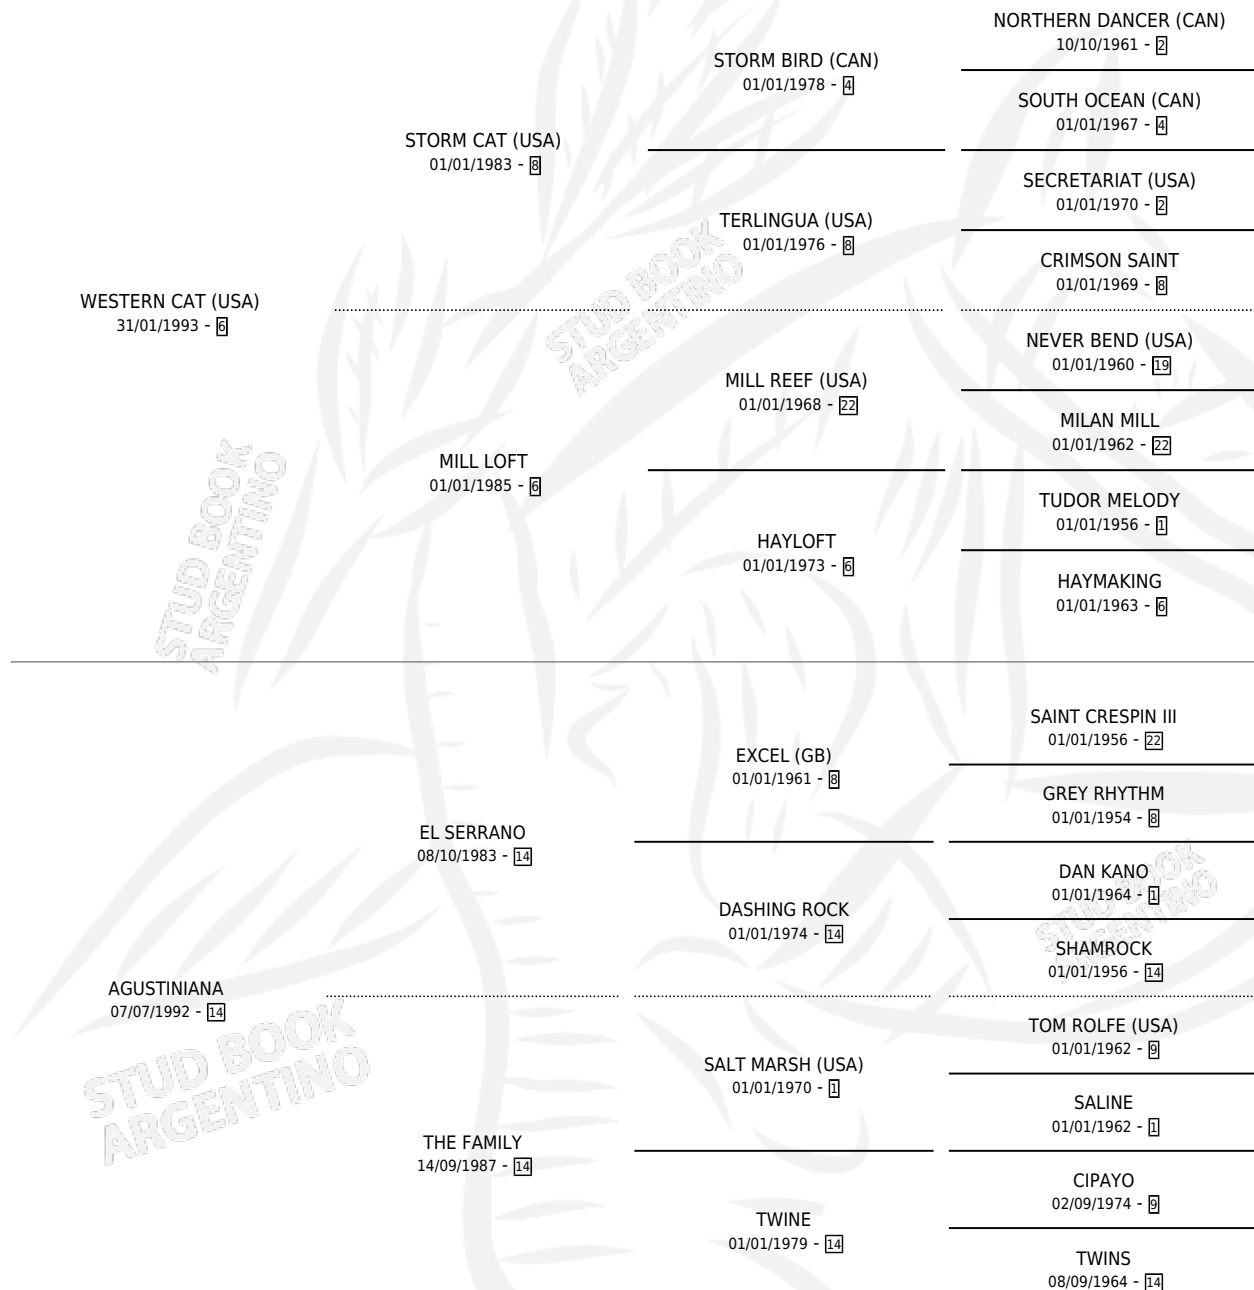 NORTHERN DANCER (CAN)
10/10/1961 - 2
STORM BIRD (CAN)
01/01/1978 - 4
SOUTH OCEAN (CAN)
01/01/1967 - 4
STORM CAT (USA)
01/01/1983 - 8
SECRETARIAT (USA)
01/01/1970 - 2
TERLINGUA (USA)
01/01/1976 - 8
CRIMSON SAINT
01/01/1969 - 8
WESTERN CAT (USA)
31/01/1993 - 6
STUD BOOK
ARGENTINO
NEVER BEND (USA)
01/01/1960 - 19
MILL REEF (USA)
01/01/1968 - 22
MILAN MILL
01/01/1962 - 22
MILL LOFT
01/01/1985 - 6
TUDOR MELODY
01/01/1956 - 1
HAYLOFT
01/01/1973 - 6
HAYMAKING
01/01/1963 - 6
STUD BOOK
ARGENTINO
SAINT CRESPIN III
01/01/1956 - 22
EXCEL (GB)
01/01/1961 - 8
GREY RHYTHM
01/01/1954 - 8
EL SERRANO
08/10/1983 - 14
DAN KANO
01/01/1964 - 1
DASHING ROCK
01/01/1974 - 14
SHAMROCK
01/01/1956 - 14
STUD BOOK
ARGENTINO
AGUSTINIANA
07/07/1992 - 14
TOM ROLFE (USA)
01/01/1962 - 9
SALT MARSH (USA)
01/01/1970 - 1
SALINE
01/01/1962 - 1
STUD BOOK
ARGENTINO
THE FAMILY
14/09/1987 - 14
CIPAYO
02/09/1974 - 9
TWINE
01/01/1979 - 14
TWINS
08/09/1964 - 14